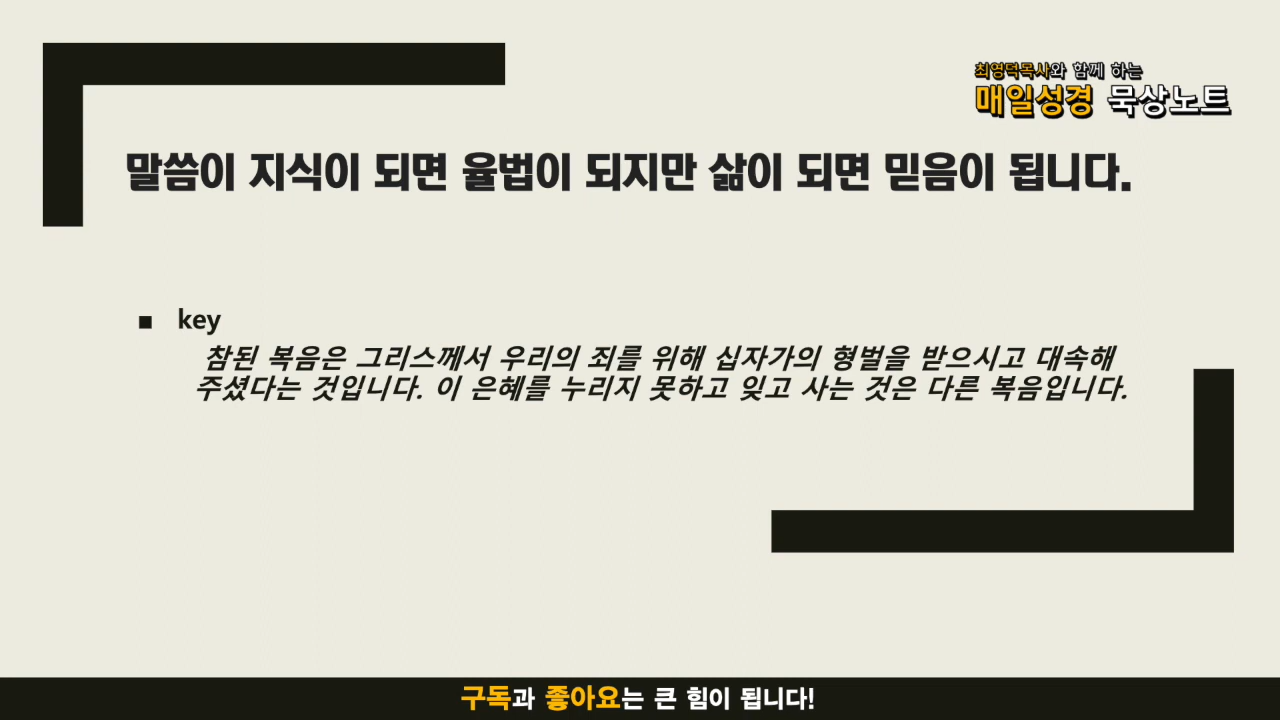 최영덕목사와 함께 하는
매일성경 묵상노트
말씀이 지식이 되면 율법이 되지만 삶이 되면 믿음이 됩니다.
■ key
참된 복음은 그리스께서 우리의 죄를 위해 십자가의 형벌을 받으시고 대속해
주셨다는 것입니다. 이 은혜를 누리지 못하고 잊고 사는 것은 다른 복음입니다.
구독과 좋아요는 큰 힘이 됩니다!